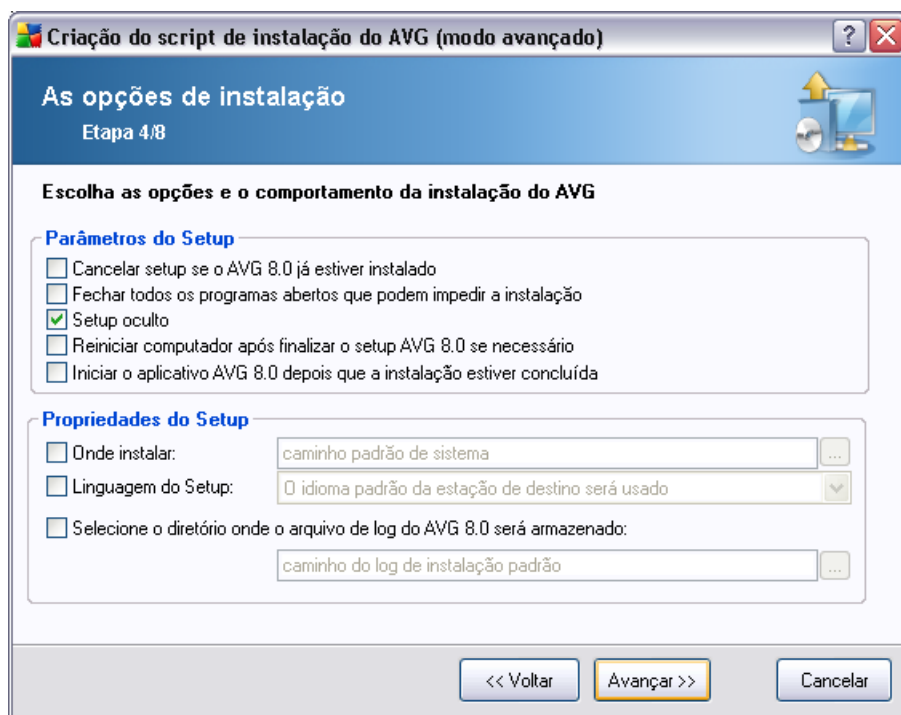 Criação do script de instalação do AVG (modo avançado)
As opções de instalação
Etapa 4/8
Escolha as opções e o comportamento da instalação do AVG
Parâmetros do Setup
Cancelar setup se o AVG 8.0 já estiver instalado
Fechar todos os programas abertos que podem impedir a instalação
Setup oculto
Reiniciar computador após finalizar o setup AVG 8.0 se necessário
Iniciar o aplicativo AVG 8.0 depois que a instalação estiver concluída
Propriedades do Setup
Onde instalar: caminho padrão de sistema ...
Linguagem do Setup: O idioma padrão da estação de destino será usado
Selecione o diretório onde o arquivo de log do AVG 8.0 será armazenado:
caminho do log de instalação padrão ...
<< Voltar Avançar >> Cancelar